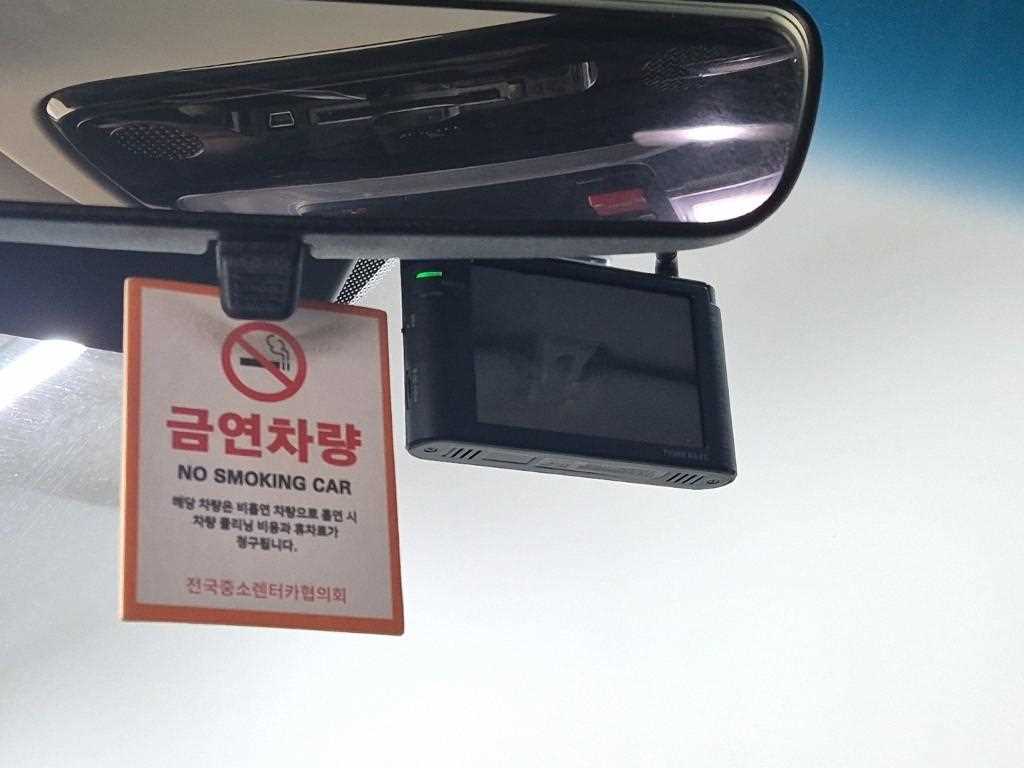 금연차량
NO SMOKING CAR
해당 차량은 비흡연 차량으로 흡연 시
차량 클리닝 비용과 휴차료가
청구됩니다.
전국중소렌터카협의회